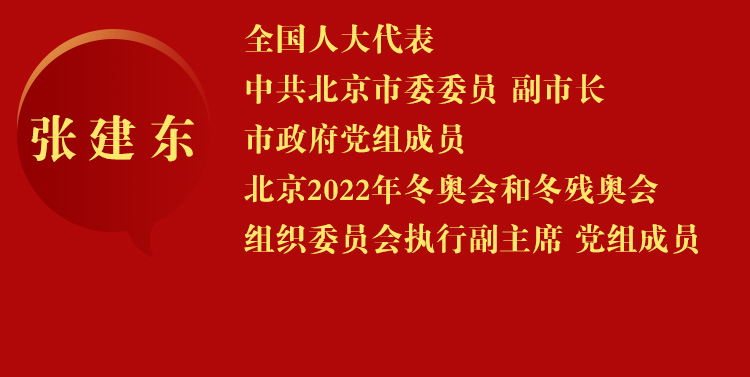 张建东
全国人大代表
中共北京市委委员 副市长
市政府党组成员
北京2022年冬奥会和冬残奥会
组织委员会执行副主席 党组成员